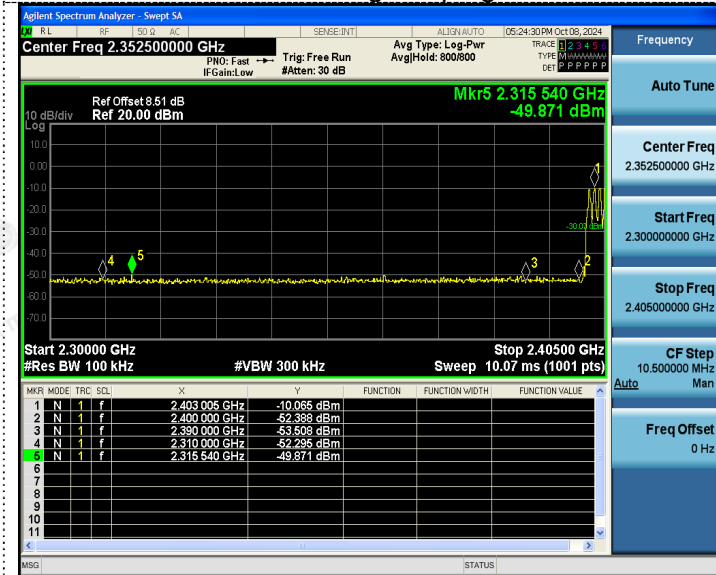 Agilent Spectrum Analyzer - Swept SA
RL RF 50 Ω AC SENSE:INT ALIGN AUTO 05:24:30 PM Oct 08, 2024
Center Freq 2.352500000 GHz
PNO: Fast
IFGain:Low
Trig: Free Run
#Atten: 30 dB
Avg Type: Log-Pwr
Avg|Hold: 800/800
TRACE 1 2 3 4 5 6
TYPE M
DET P P P P P P
Ref Offset 8.51 dB
10 dB/div Ref 20.00 dBm
Log
Mkr5 2.315 540 GHz
-49.871 dBm
10.0
0.00
-10.0
-20.0
-30.0
-40.0
-50.0
-60.0
-70.0
1
-30.07 dBm
4
5
3
2
Start 2.30000 GHz Stop 2.40500 GHz
#Res BW 100 kHz #VBW 300 kHz Sweep 10.07 ms (1001 pts)
MKR MODE TRC SCL X Y FUNCTION FUNCTION WIDTH FUNCTION VALUE
1 N 1 f 2.403 005 GHz -10.065 dBm
2 N 1 f 2.400 000 GHz -52.388 dBm
3 N 1 f 2.390 000 GHz -53.508 dBm
4 N 1 f 2.310 000 GHz -52.295 dBm
5 N 1 f 2.315 540 GHz -49.871 dBm
6
7
8
9
10
11
MSG STATUS
Frequency
Auto Tune
Center Freq
2.352500000 GHz
Start Freq
2.300000000 GHz
Stop Freq
2.405000000 GHz
CF Step
10.500000 MHz
Auto Man
Freq Offset
0 Hz